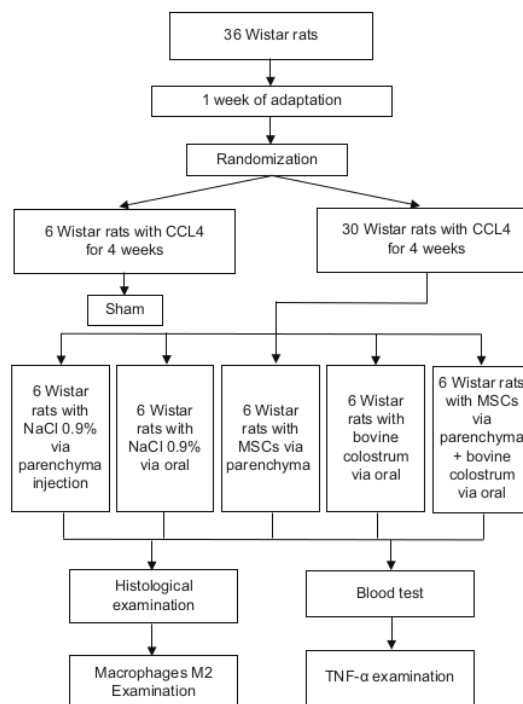 36 Wistar rats
1 week of adaptation
Randomization
6 Wistar rats with CCL4
for 4 weeks
30 Wistar rats with CCL4
for 4 weeks
Sham
6 Wistar
rats with
NaCl 0.9%
via
parenchyma
injection
6 Wistar
rats with
NaCl 0.9%
via oral
6 Wistar
rats with
MSCs via
parenchyma
6 Wistar
rats with
bovine
colostrum
via oral
6 Wistar rats
with MSCs
via
parenchyma
+ bovine
colostrum
via oral
Histological
examination
Blood test
Macrophages M2
Examination
TNF-α examination